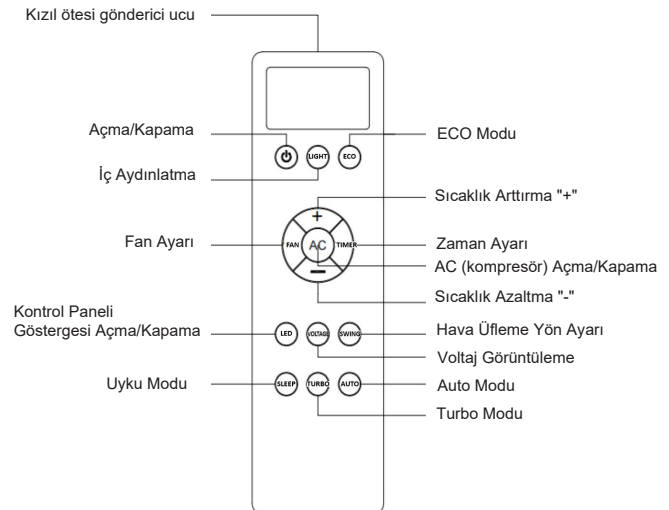 Kızıl ötesi gönderici ucu
Açma/Kapama
ECO Modu
LIGHT
ECO
İç Aydınlatma
Sıcaklık Arttırma "+"
+
Fan Ayarı
FAN
AC
TIMER
Zaman Ayarı
AC (kompresör) Açma/Kapama
Sıcaklık Azaltma "-"
Kontrol Paneli
Göstergesi Açma/Kapama
LED
VOLTAGE
SWING
Hava Üfleme Yön Ayarı
Voltaj Görüntüleme
Uyku Modu
SLEEP
TURBO
AUTO
Auto Modu
Turbo Modu